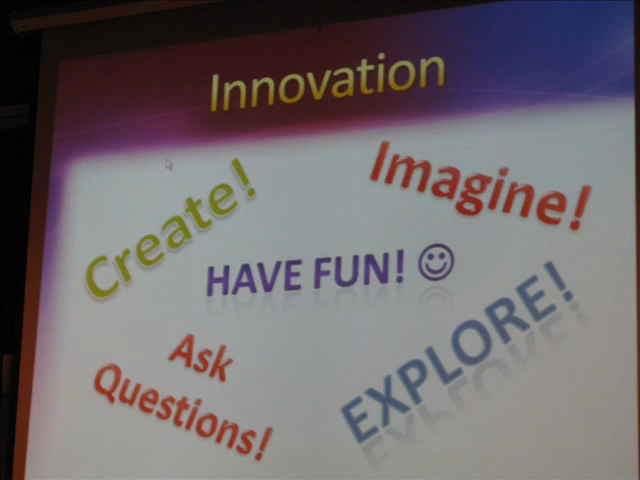 Innovation
Create!
Imagine!
HAVE FUN! ☺
Ask
Questions!
EXPLORE!